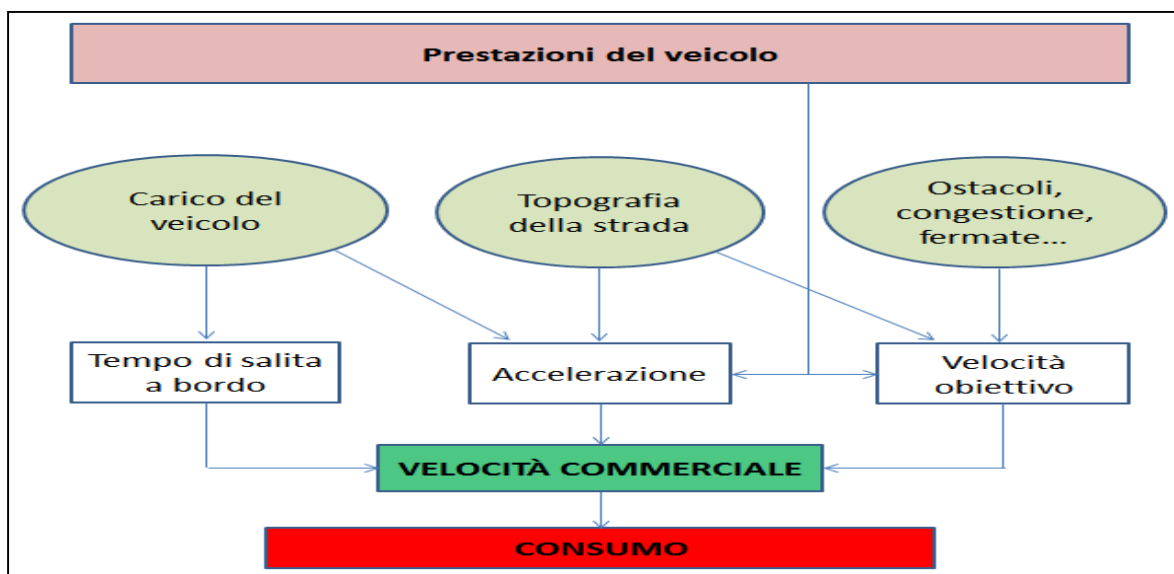 Prestazioni del veicolo
Carico del
veicolo
Topografia
della strada
Ostacoli,
congestione,
fermate...
Tempo di salita
a bordo
Accelerazione
Velocità
obiettivo
VELOCITÀ COMMERCIALE
CONSUMO